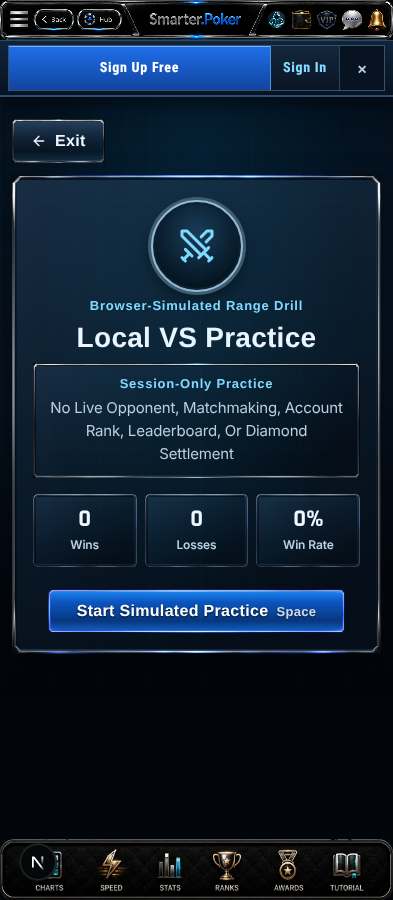 Back
Hub
Smarter.Poker
VIP
Sign Up Free
Sign In
×
← Exit
Browser-Simulated Range Drill
Local VS Practice
Session-Only Practice
No Live Opponent, Matchmaking, Account
Rank, Leaderboard, Or Diamond
Settlement
0
Wins
0
Losses
0%
Win Rate
Start Simulated Practice Space
N
CHARTS
SPEED
STATS
RANKS
AWARDS
TUTORIAL